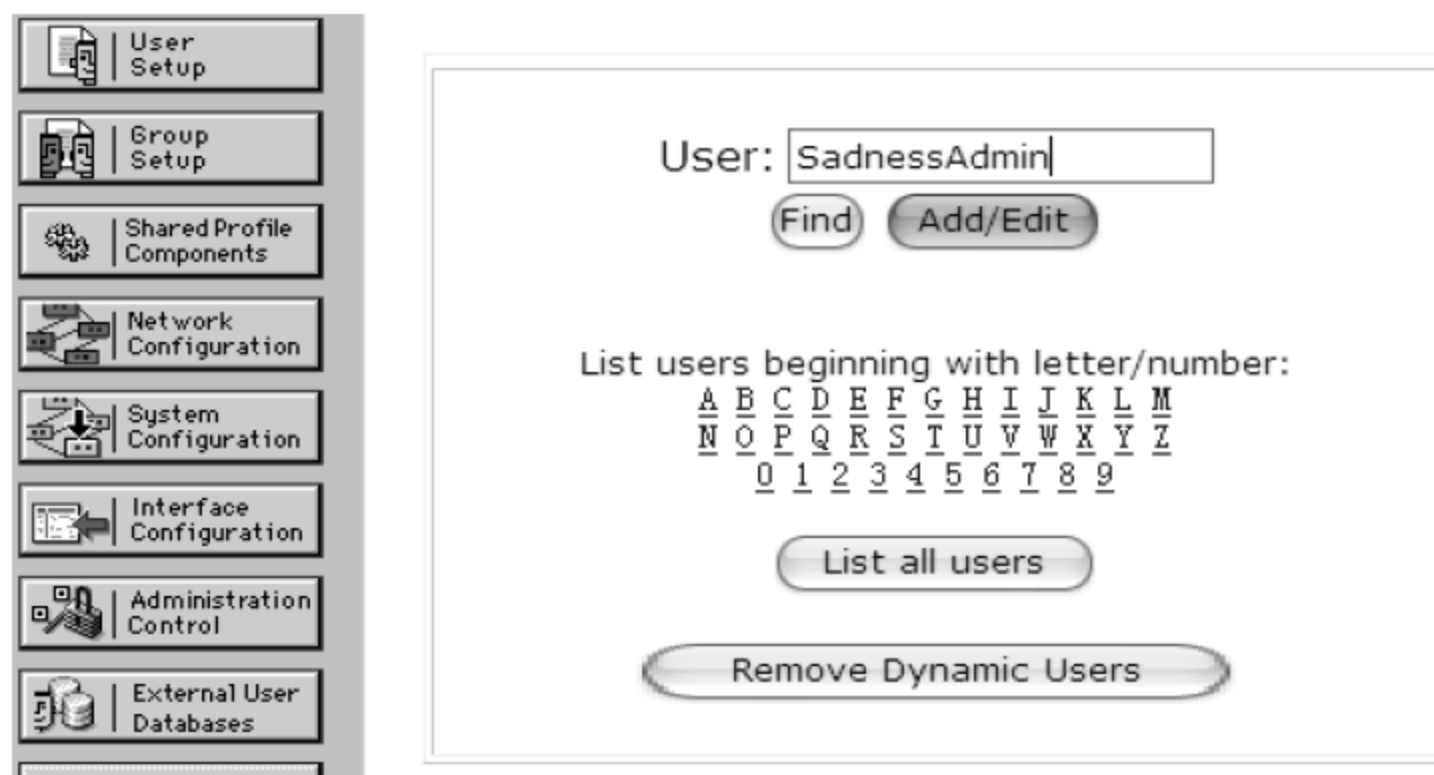 User
Setup
Group
Setup
Shared Profile
Components
Network
Configuration
System
Configuration
Interface
Configuration
Administration
Control
External User
Databases
User: SadnessAdmin
Find Add/Edit
List users beginning with letter/number:
A B C D E F G H I J K L M
N O P Q R S T U V W X Y Z
0 1 2 3 4 5 6 7 8 9
List all users
Remove Dynamic Users